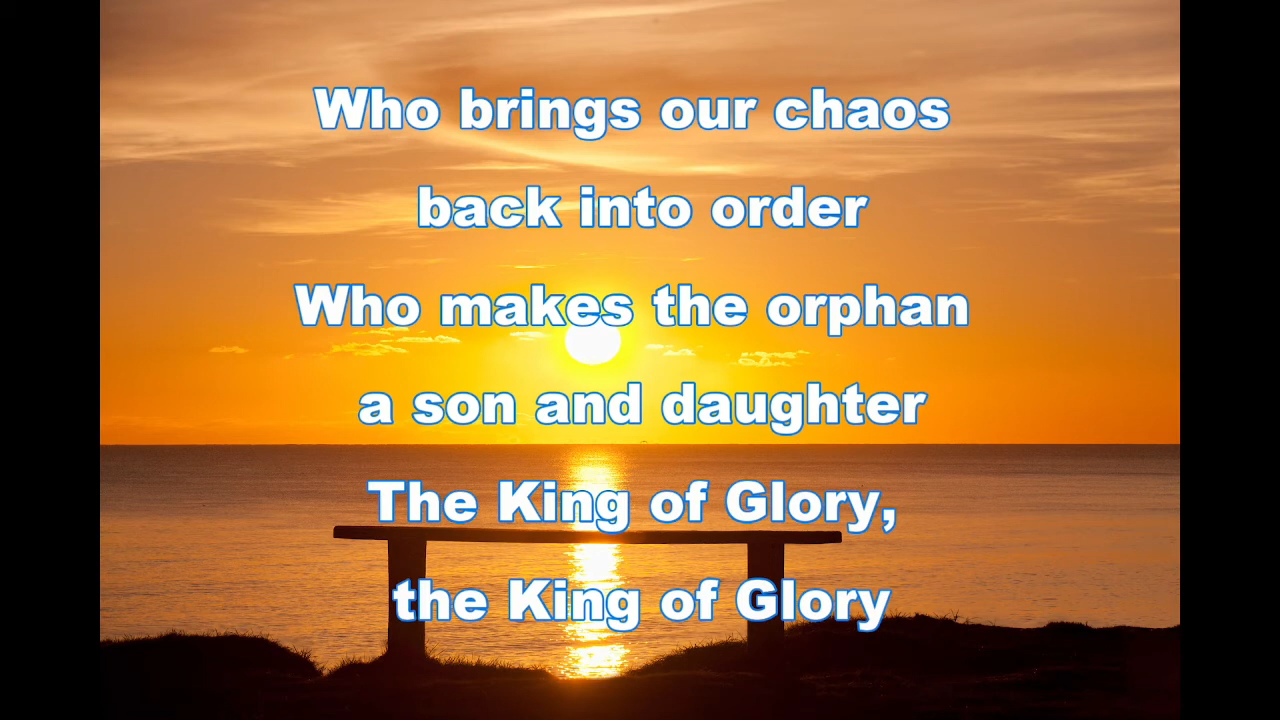 Who brings our chaos
back into order
Who makes the orphan
a son and daughter
The King of Glory,
the King of Glory